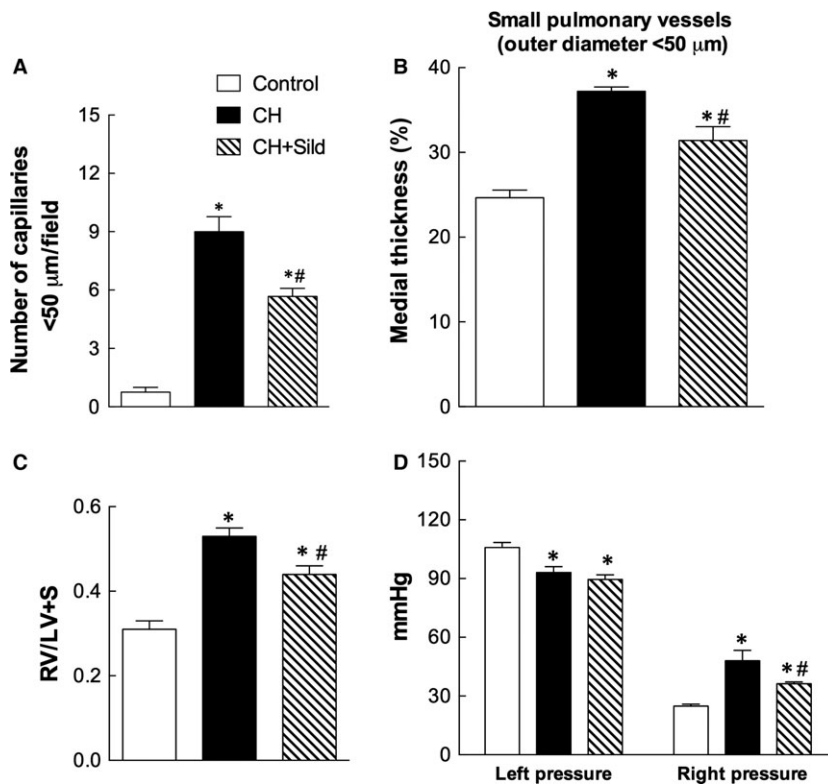 A
Control
CH
CH+Sild
15
12
9
6
3
0
Number of capillaries
<50 μm/field
*
*#
Small pulmonary vessels
(outer diameter <50 μm)
B
40
30
20
10
0
Medial thickness (%)
*
*#
C
0.6
0.4
0.2
0.0
RV/LV+S
*
* #
D
150
120
90
60
30
0
mmHg
*
*
*
*#
Left pressure
Right pressure